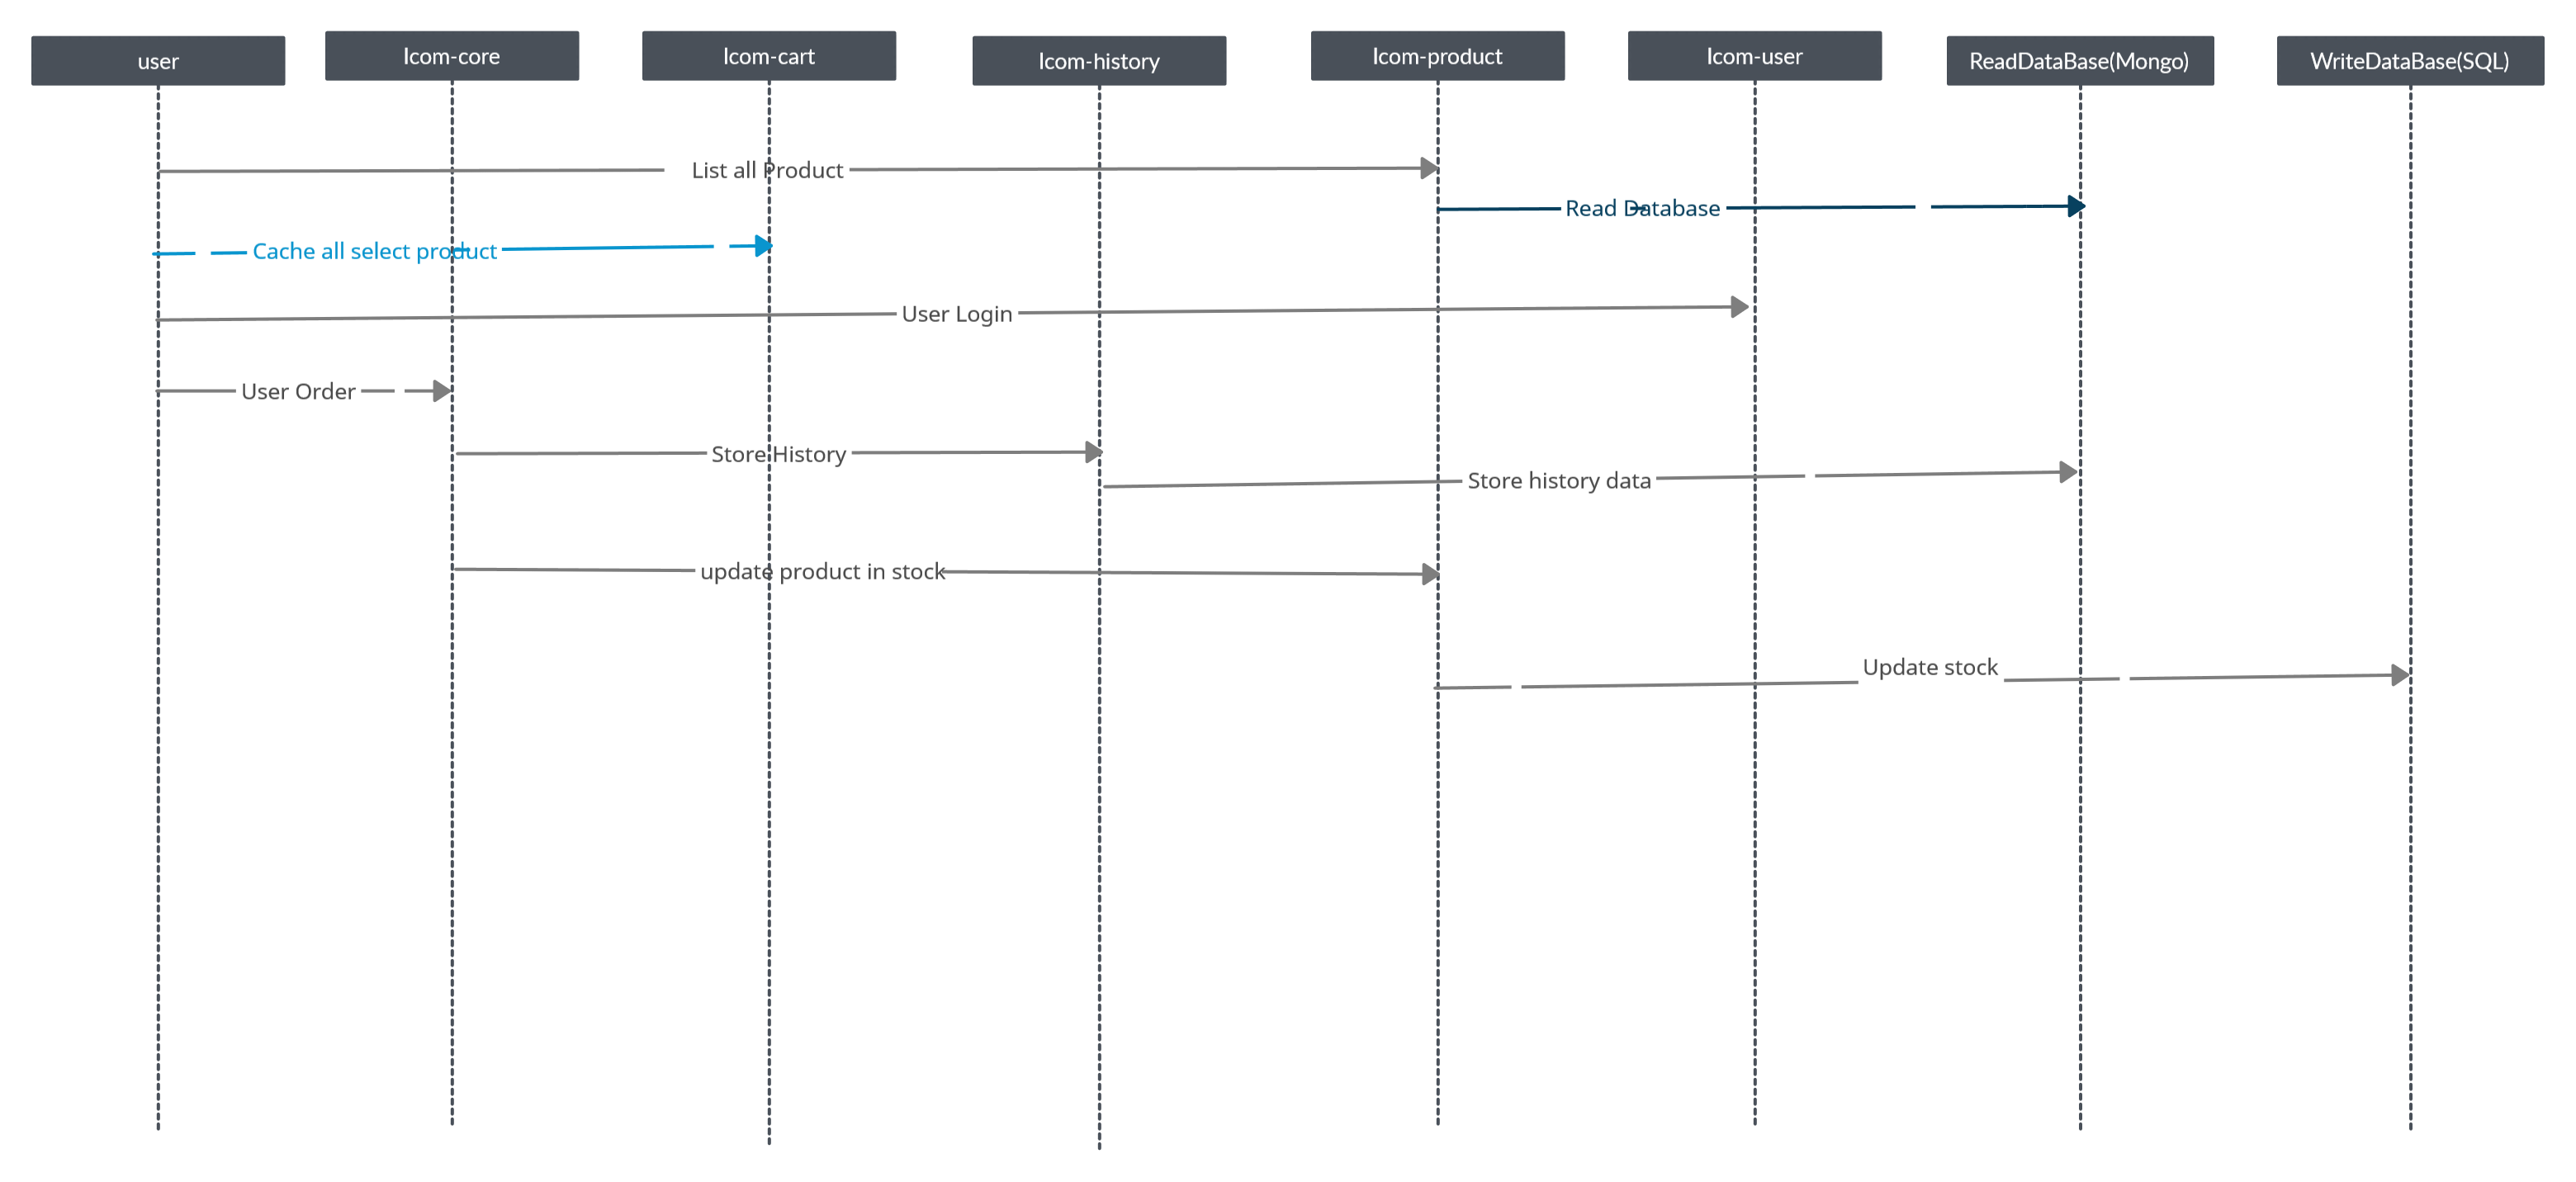 user
Icom-core
Icom-cart
Icom-history
Icom-product
Icom-user
ReadDataBase(Mongo)
WriteDataBase(SQL)
List all Product
Read Database
Cache all select product
User Login
User Order
Store History
Store history data
update product in stock
Update stock